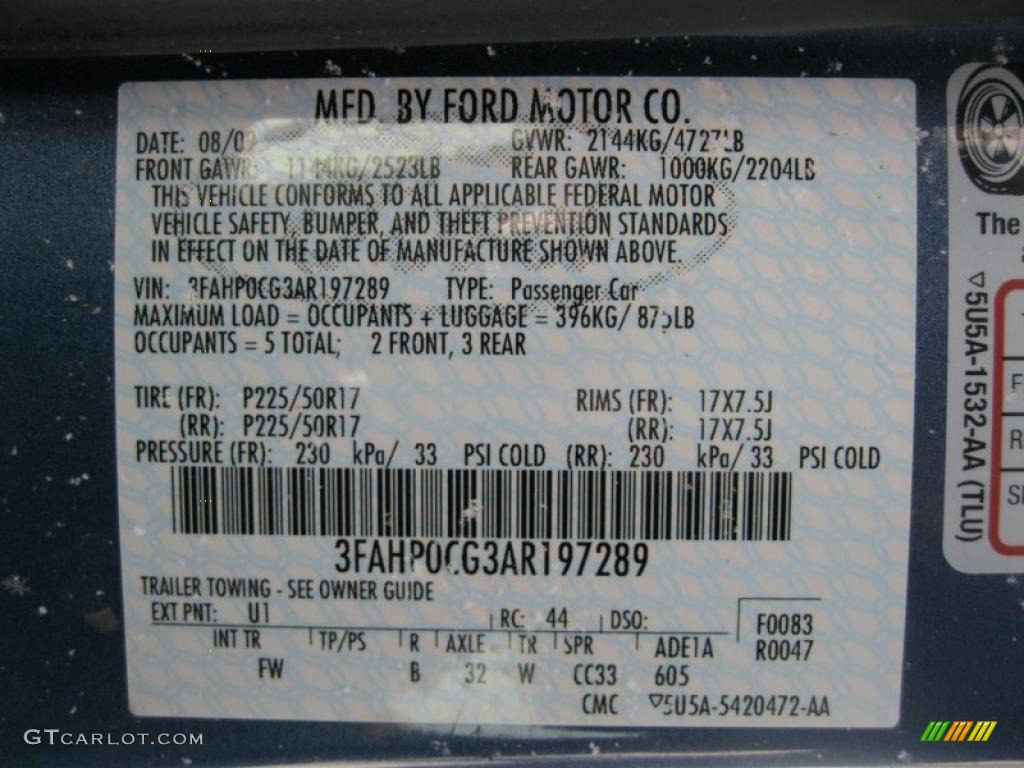 MFD. BY FORD MOTOR CO.
DATE: 08/09 GVWR: 2144KG/4727LB
FRONT GAWR: 1144KG/2523LB REAR GAWR: 1000KG/2204LB
THIS VEHICLE CONFORMS TO ALL APPLICABLE FEDERAL MOTOR
VEHICLE SAFETY, BUMPER, AND THEFT PREVENTION STANDARDS
IN EFFECT ON THE DATE OF MANUFACTURE SHOWN ABOVE.
VIN: 3FAHP0CG3AR197289 TYPE: Passenger Car
MAXIMUM LOAD = OCCUPANTS + LUGGAGE = 396KG/ 875LB
OCCUPANTS = 5 TOTAL; 2 FRONT, 3 REAR
TIRE (FR): P225/50R17 RIMS (FR): 17X7.5J
(RR): P225/50R17 (RR): 17X7.5J
PRESSURE (FR): 230 kPa/ 33 PSI COLD (RR): 230 kPa/ 33 PSI COLD
3FAHP0CG3AR197289
TRAILER TOWING - SEE OWNER GUIDE
EXT PNT: U1 RC: 44 DSO: F0083
INT TR TP/PS R AXLE TR SPR ADE1A R0047
FW B 32 W CC33 605
CMC ▽5U5A-5420472-AA
The
▽5U5A-1532-AA (TLU)
F
R
GTCARLOT.COM